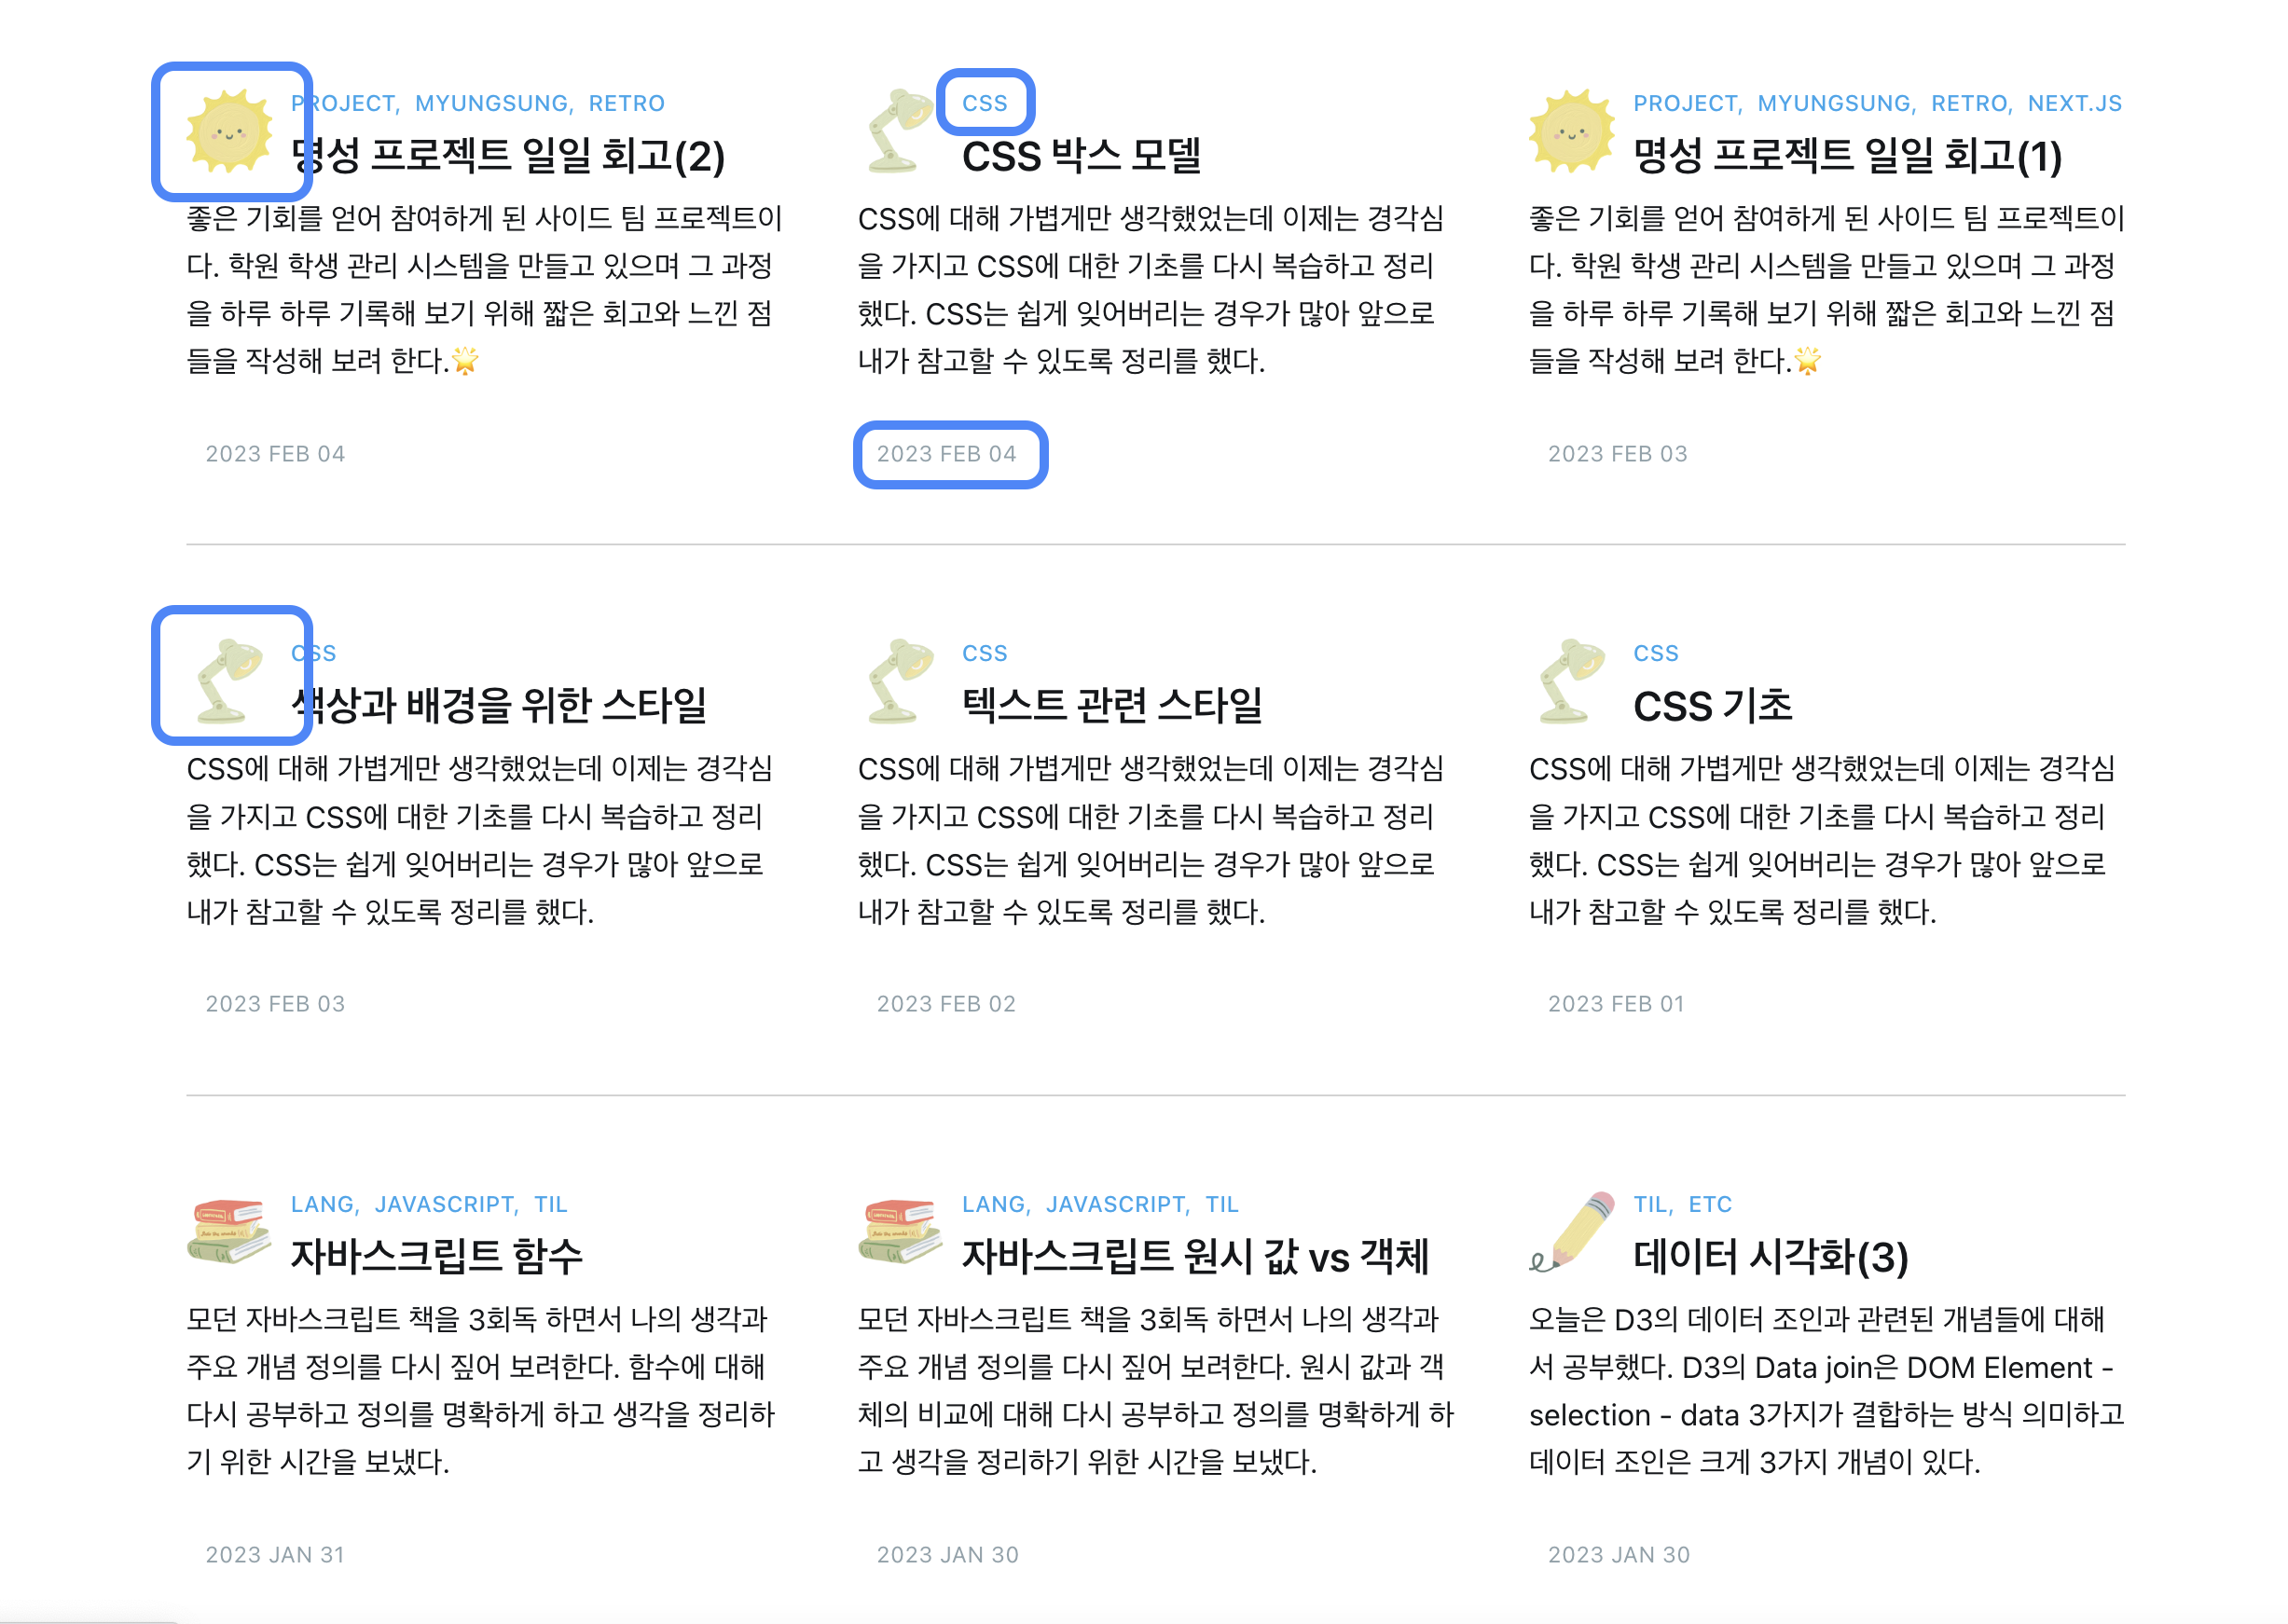 PROJECT, MYUNGSUNG, RETRO
명성 프로젝트 일일 회고(2)
좋은 기회를 얻어 참여하게 된 사이드 팀 프로젝트이
다. 학원 학생 관리 시스템을 만들고 있으며 그 과정
을 하루 하루 기록해 보기 위해 짧은 회고와 느낀 점
들을 작성해 보려 한다.🌟
2023 FEB 04
CSS
CSS 박스 모델
CSS에 대해 가볍게만 생각했었는데 이제는 경각심
을 가지고 CSS에 대한 기초를 다시 복습하고 정리
했다. CSS는 쉽게 잊어버리는 경우가 많아 앞으로
내가 참고할 수 있도록 정리를 했다.
2023 FEB 04
PROJECT, MYUNGSUNG, RETRO, NEXT.JS
명성 프로젝트 일일 회고(1)
좋은 기회를 얻어 참여하게 된 사이드 팀 프로젝트이
다. 학원 학생 관리 시스템을 만들고 있으며 그 과정
을 하루 하루 기록해 보기 위해 짧은 회고와 느낀 점
들을 작성해 보려 한다.🌟
2023 FEB 03
CSS
색상과 배경을 위한 스타일
CSS에 대해 가볍게만 생각했었는데 이제는 경각심
을 가지고 CSS에 대한 기초를 다시 복습하고 정리
했다. CSS는 쉽게 잊어버리는 경우가 많아 앞으로
내가 참고할 수 있도록 정리를 했다.
2023 FEB 03
CSS
텍스트 관련 스타일
CSS에 대해 가볍게만 생각했었는데 이제는 경각심
을 가지고 CSS에 대한 기초를 다시 복습하고 정리
했다. CSS는 쉽게 잊어버리는 경우가 많아 앞으로
내가 참고할 수 있도록 정리를 했다.
2023 FEB 02
CSS
CSS 기초
CSS에 대해 가볍게만 생각했었는데 이제는 경각심
을 가지고 CSS에 대한 기초를 다시 복습하고 정리
했다. CSS는 쉽게 잊어버리는 경우가 많아 앞으로
내가 참고할 수 있도록 정리를 했다.
2023 FEB 01
LANG, JAVASCRIPT, TIL
자바스크립트 함수
모던 자바스크립트 책을 3회독 하면서 나의 생각과
주요 개념 정의를 다시 짚어 보려한다. 함수에 대해
다시 공부하고 정의를 명확하게 하고 생각을 정리하
기 위한 시간을 보냈다.
2023 JAN 31
LANG, JAVASCRIPT, TIL
자바스크립트 원시 값 vs 객체
모던 자바스크립트 책을 3회독 하면서 나의 생각과
주요 개념 정의를 다시 짚어 보려한다. 원시 값과 객
체의 비교에 대해 다시 공부하고 정의를 명확하게 하
고 생각을 정리하기 위한 시간을 보냈다.
2023 JAN 30
TIL, ETC
데이터 시각화(3)
오늘은 D3의 데이터 조인과 관련된 개념들에 대해
서 공부했다. D3의 Data join은 DOM Element -
selection - data 3가지가 결합하는 방식 의미하고
데이터 조인은 크게 3가지 개념이 있다.
2023 JAN 30